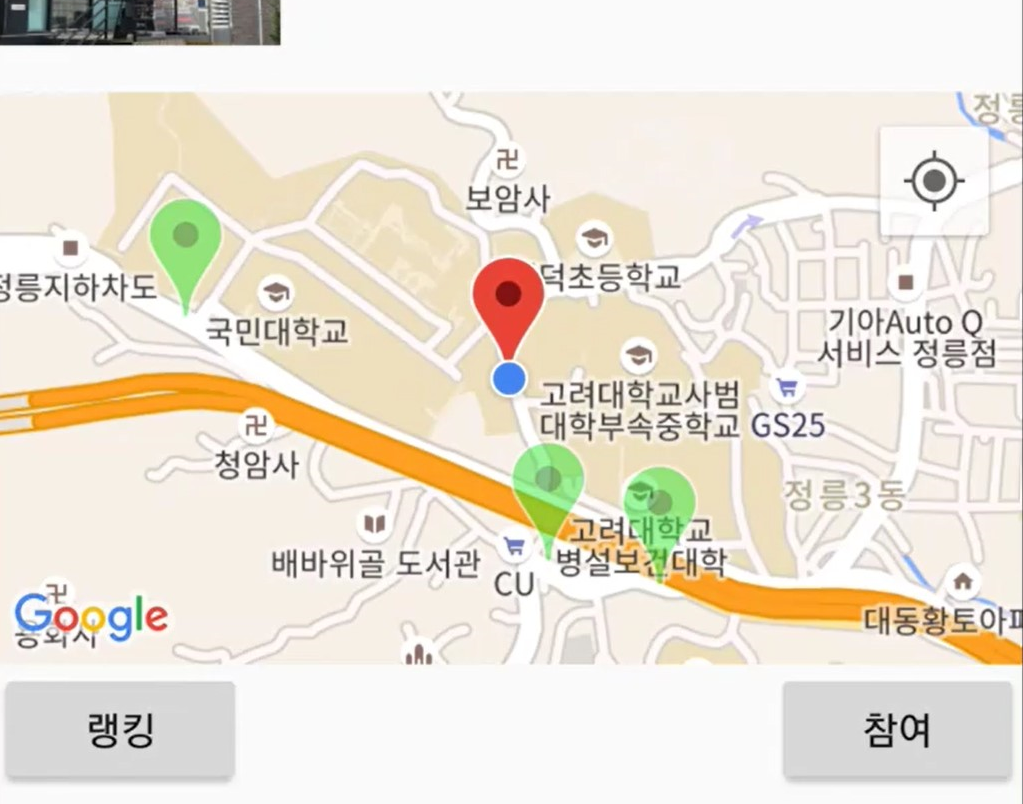 정릉
보암사
덕초등학교
정릉지하차도
국민대학교
기아Auto Q
서비스 정릉점
고려대학교사범
대학부속중학교
GS25
청암사
정릉3동
고려대학교
병설보건대학
배바위골 도서관
CU
Google
대동황토아파
랭킹
참여